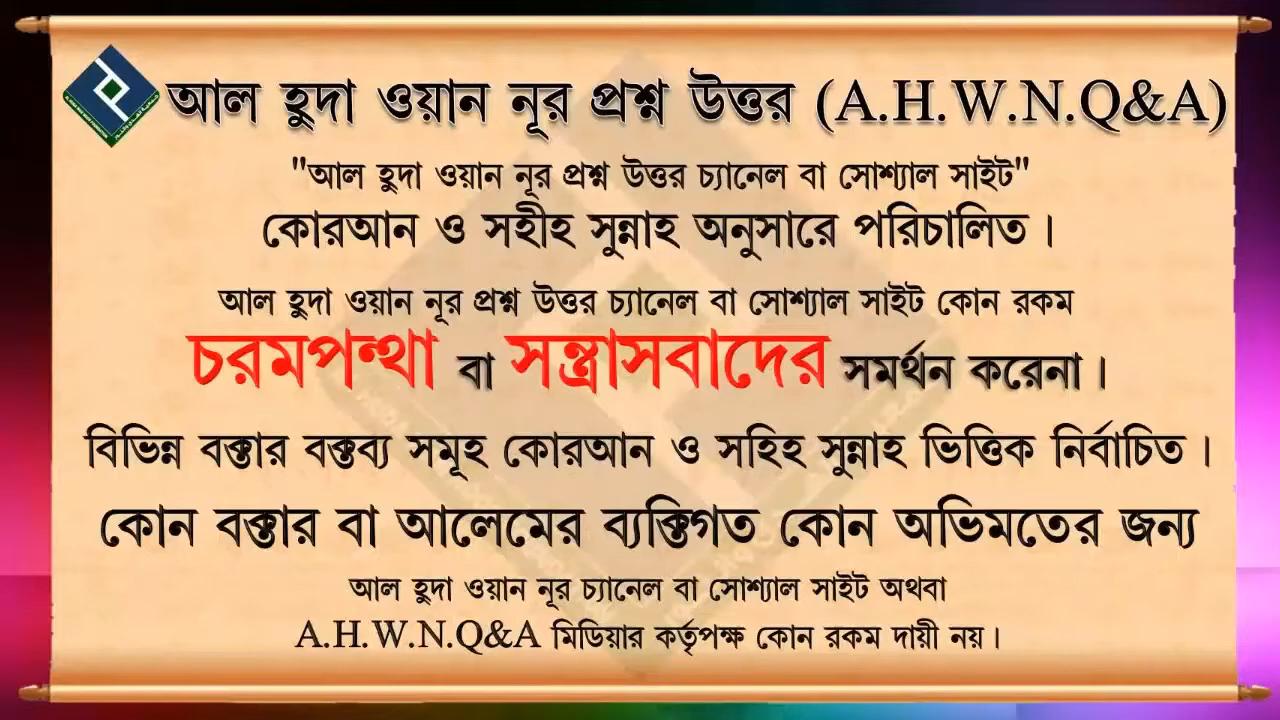 আল হুদা ওয়ান নূর প্রশ্ন উত্তর (A.H.W.N.Q&A)
"আল হুদা ওয়ান নূর প্রশ্ন উত্তর চ্যানেল বা সোশ্যাল সাইট"
কোরআন ও সহীহ সুন্নাহ অনুসারে পরিচালিত।
আল হুদা ওয়ান নূর প্রশ্ন উত্তর চ্যানেল বা সোশ্যাল সাইট কোন রকম
চরমপন্থা বা সন্ত্রাসবাদের সমর্থন করেনা।
বিভিন্ন বক্তার বক্তব্য সমূহ কোরআন ও সহিহ সুন্নাহ ভিত্তিক নির্বাচিত।
কোন বক্তার বা আলেমের ব্যক্তিগত কোন অভিমতের জন্য
আল হুদা ওয়ান নূর চ্যানেল বা সোশ্যাল সাইট অথবা
A.H.W.N.Q&A মিডিয়ার কর্তৃপক্ষ কোন রকম দায়ী নয়।